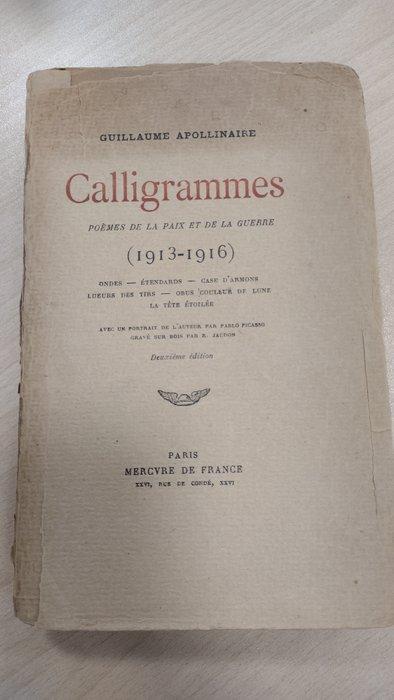 GUILLAUME APOLLINAIRE
Calligrammes
POÈMES DE LA PAIX ET DE LA GUERRE
(1913-1916)
ONDES — ÉTENDARDS — CASE D'ARMONS
LUEURS DES TIRS — OBUS COULEUR DE LUNE
LA TÊTE ÉTOILÉE
AVEC UN PORTRAIT DE L'AUTEUR PAR PABLO PICASSO
GRAVÉ SUR BOIS PAR R. JAUDON
Deuxième édition
PARIS
MERCVRE DE FRANCE
XXVI, RUE DE CONDÉ, XXVI